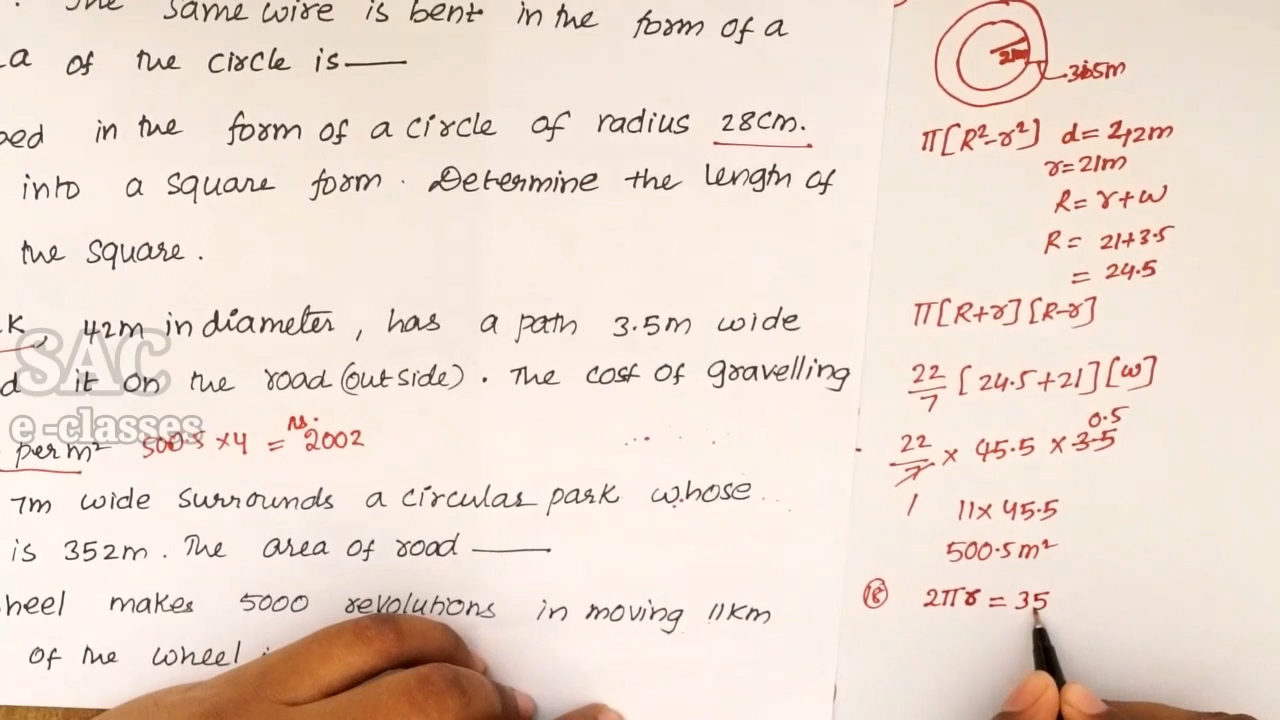 The same wire is bent in the form of a
a of the circle is
in the form of a circle of radius 28cm.
into a square form. Determine the length of
the square.
K, 42m in diameter, has a path 3.5m wide
it on the road (outside). The cost of gravelling
per m² 500.5 × 4 = rs. 2002
7m wide surrounds a circular park whose
is 352m. The area of road
heel makes 5000 revolutions in moving 11km
of the wheel
SAC
e-classes
3.5m
π[R²-r²] d= 42m
r=21m
R= r+w
R= 21+3.5
= 24.5
π[R+r][R-r]
22/7 [24.5+21][w]
0.5
22/7 × 45.5 × 3.5
1
11× 45.5
500.5m²
18 2πr = 35